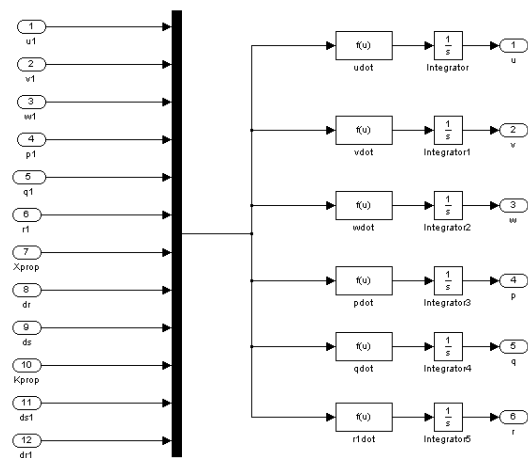 1
u1
2
v1
3
w1
4
p1
5
q1
6
r1
7
Xprop
8
dr
9
ds
10
Kprop
11
ds1
12
dr1
f(u)
udot
1
s
Integrator
1
u
f(u)
vdot
1
s
Integrator1
2
v
f(u)
wdot
1
s
Integrator2
3
w
f(u)
pdot
1
s
Integrator3
4
p
f(u)
qdot
1
s
Integrator4
5
q
f(u)
r1dot
1
s
Integrator5
6
r